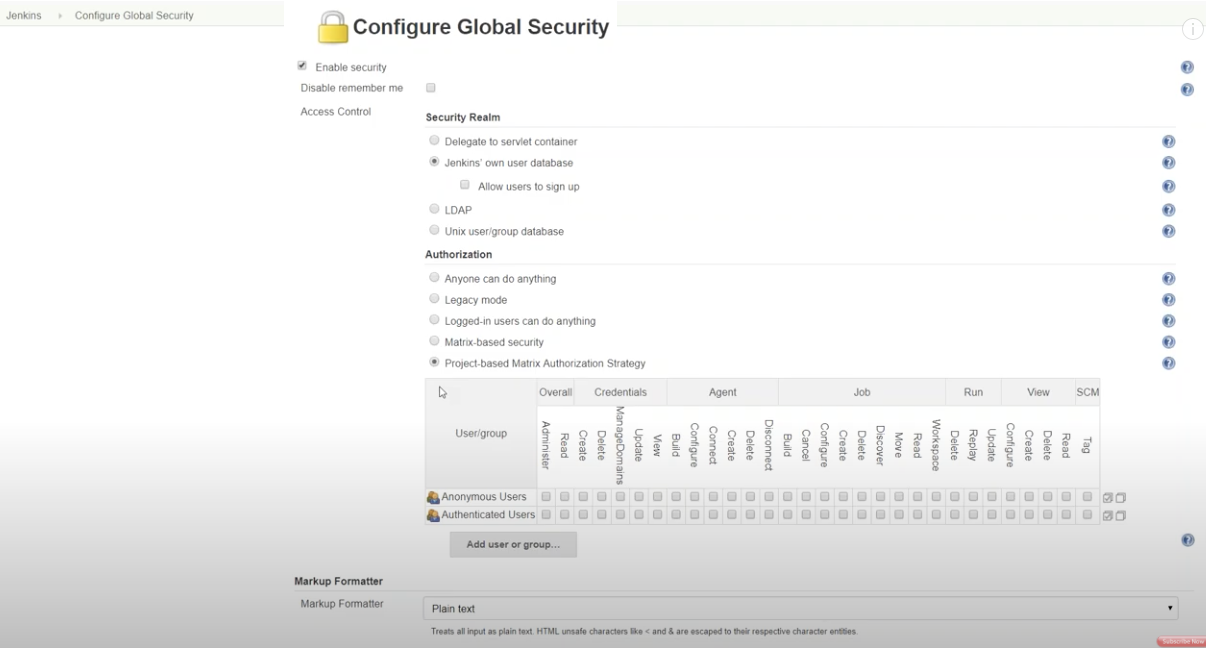 Jenkins Configure Global Security
Configure Global Security
Enable security
Disable remember me
Access Control
Security Realm
Delegate to servlet container
Jenkins' own user database
Allow users to sign up
LDAP
Unix user/group database
Authorization
Anyone can do anything
Legacy mode
Logged-in users can do anything
Matrix-based security
Project-based Matrix Authorization Strategy
User/group Overall Credentials Agent Job Run View SCM
Administer Read Create Delete ManageDomains Update View Build Configure Connect Create Delete Disconnect Build Cancel Configure Create Delete Discover Move Read Workspace Delete Replay Update Configure Create Delete Read Tag
Anonymous Users
Authenticated Users
Add user or group...
Markup Formatter
Markup Formatter Plain text
Treats all input as plain text. HTML unsafe characters like < and & are escaped to their respective character entities.
Subscribe Now